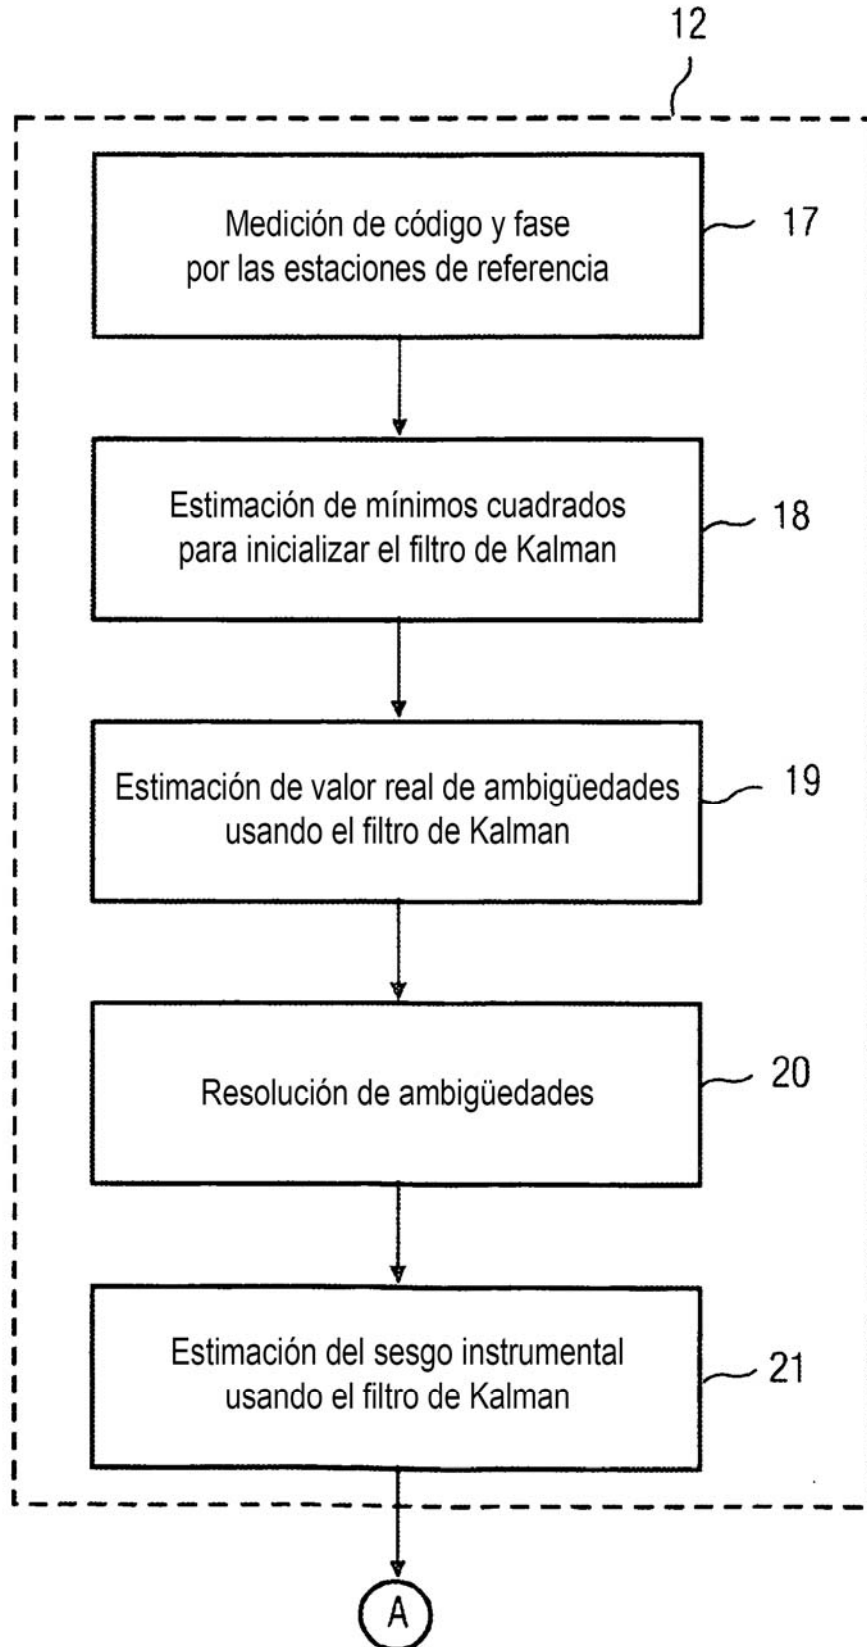 12
Medición de código y fase
por las estaciones de referencia
17
Estimación de mínimos cuadrados
para inicializar el filtro de Kalman
18
Estimación de valor real de ambigüedades
usando el filtro de Kalman
19
Resolución de ambigüedades
20
Estimación del sesgo instrumental
usando el filtro de Kalman
21
A